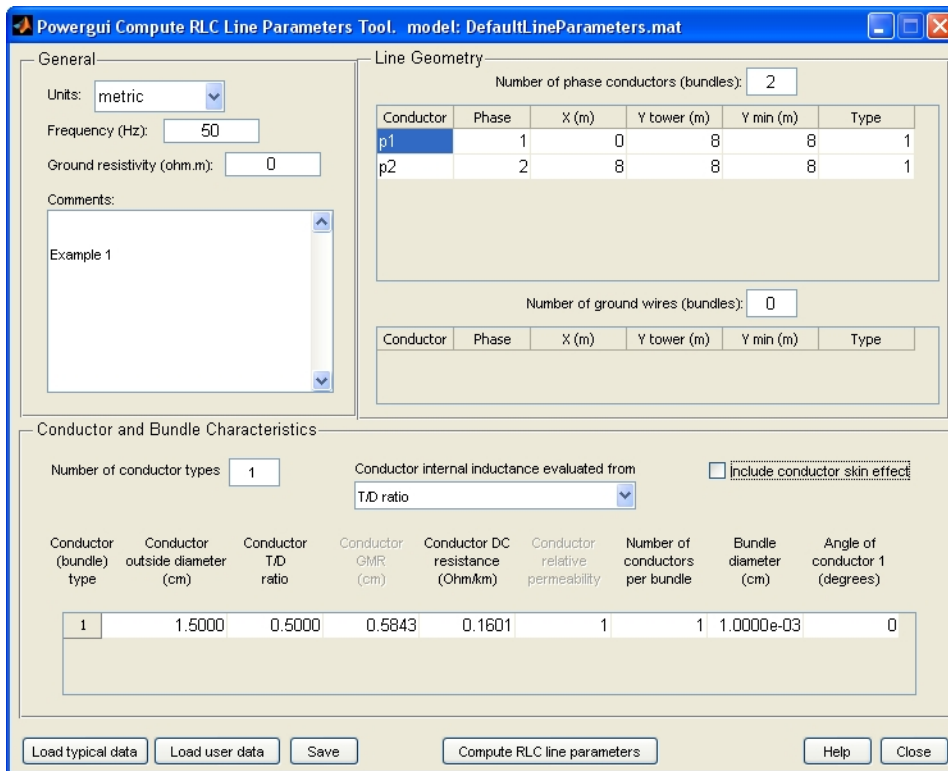 Powergui Compute RLC Line Parameters Tool. model: DefaultLineParameters.mat
General
Units: metric
Frequency (Hz): 50
Ground resistivity (ohm.m): 0
Comments:
Example 1
Line Geometry
Number of phase conductors (bundles): 2
Conductor Phase X (m) Y tower (m) Y min (m) Type
p1 1 0 8 8 1
p2 2 8 8 8 1
Number of ground wires (bundles): 0
Conductor Phase X (m) Y tower (m) Y min (m) Type
Conductor and Bundle Characteristics
Number of conductor types 1
Conductor internal inductance evaluated from
T/D ratio
Include conductor skin effect
Conductor Conductor Conductor Conductor Conductor DC Conductor Number of Bundle Angle of
(bundle) outside diameter T/D GMR resistance relative conductors diameter conductor 1
type (cm) ratio (cm) (Ohm/km) permeability per bundle (cm) (degrees)
1 1.5000 0.5000 0.5843 0.1601 1 1 1.0000e-03 0
Load typical data Load user data Save Compute RLC line parameters Help Close